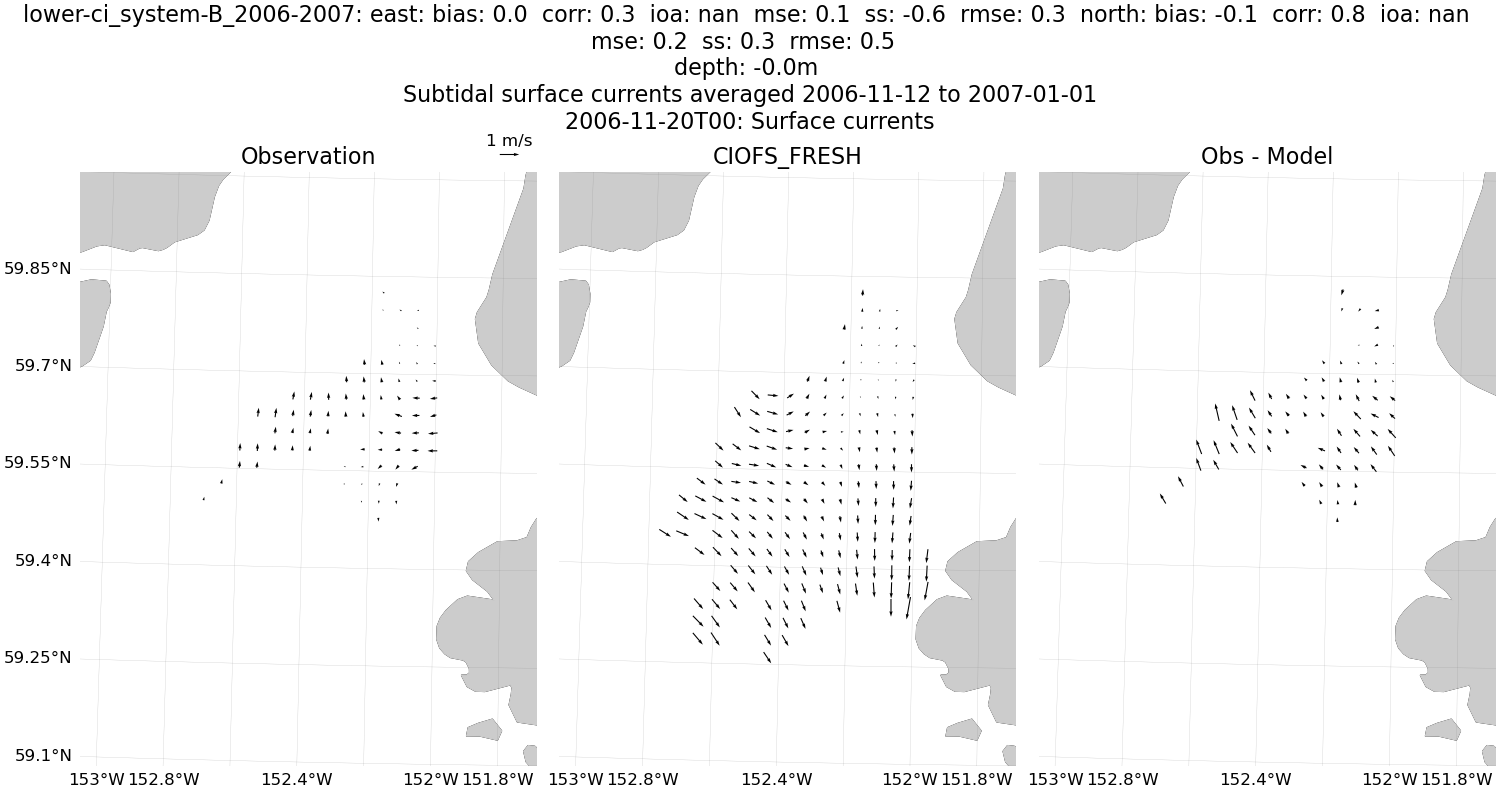 lower-ci_system-B_2006-2007: east: bias: 0.0  corr: 0.3  ioa: nan  mse: 0.1  ss: -0.6  rmse: 0.3  north: bias: -0.1  corr: 0.8  ioa: nan
mse: 0.2  ss: 0.3  rmse: 0.5
depth: -0.0m
Subtidal surface currents averaged 2006-11-12 to 2007-01-01
2006-11-20T00: Surface currents
1 m/s
Observation
CIOFS_FRESH
Obs - Model
59.85°N
59.7°N
59.55°N
59.4°N
59.25°N
59.1°N
153°W 152.8°W 152.4°W 152°W 151.8°W
153°W 152.8°W 152.4°W 152°W 151.8°W
153°W 152.8°W 152.4°W 152°W 151.8°W